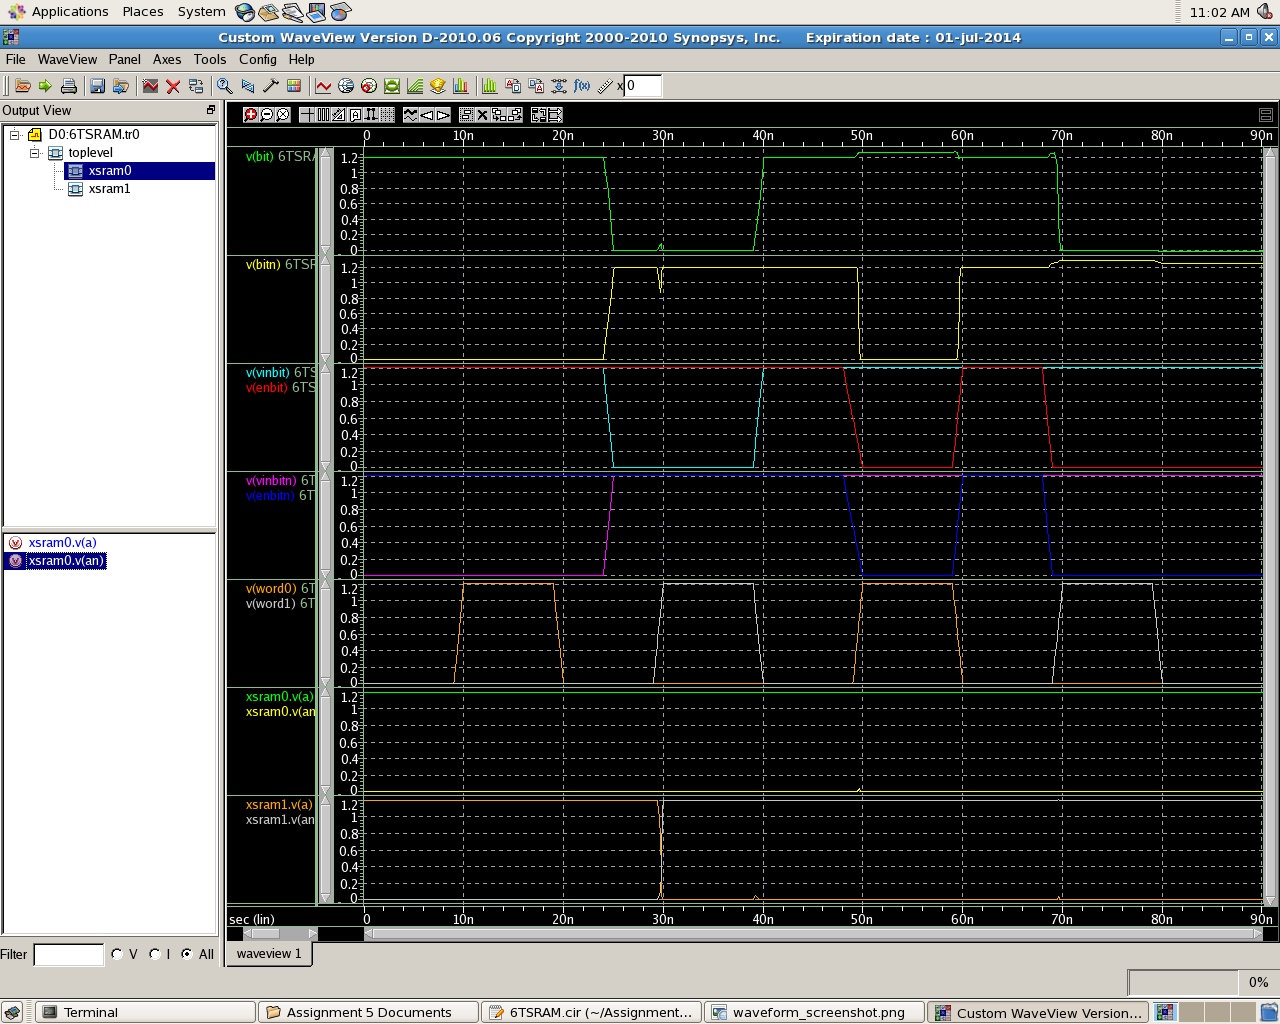 Applications Places System 11:02 AM
Custom WaveView Version D-2010.06 Copyright 2000-2010 Synopsys, Inc. Expiration date : 01-jul-2014
File WaveView Panel Axes Tools Config Help
f(x) x 0
Output View
D0:6TSRAM.tr0
toplevel
xsram0
xsram1
xsram0.v(a)
xsram0.v(an)
Filter V I All
0 10n 20n 30n 40n 50n 60n 70n 80n 90n
v(bit) 6TSRA
1.2
1
0.8
0.6
0.4
0.2
0
v(bitn) 6TSR
1.2
1
0.8
0.6
0.4
0.2
0
v(vinbit) 6TS
v(enbit) 6TS
1.2
1
0.8
0.6
0.4
0.2
0
v(vinbitn) 6T
v(enbitn) 6T
1.2
1
0.8
0.6
0.4
0.2
0
v(word0) 6T
v(word1) 6T
1.2
1
0.8
0.6
0.4
0.2
0
xsram0.v(a)
xsram0.v(an
1.2
1
0.8
0.6
0.4
0.2
0
xsram1.v(a)
xsram1.v(an
1.2
1
0.8
0.6
0.4
0.2
0
sec (lin) 0 10n 20n 30n 40n 50n 60n 70n 80n 90n
waveview 1
0%
Terminal
Assignment 5 Documents
6TSRAM.cir (~/Assignment...
waveform_screenshot.png
Custom WaveView Version...